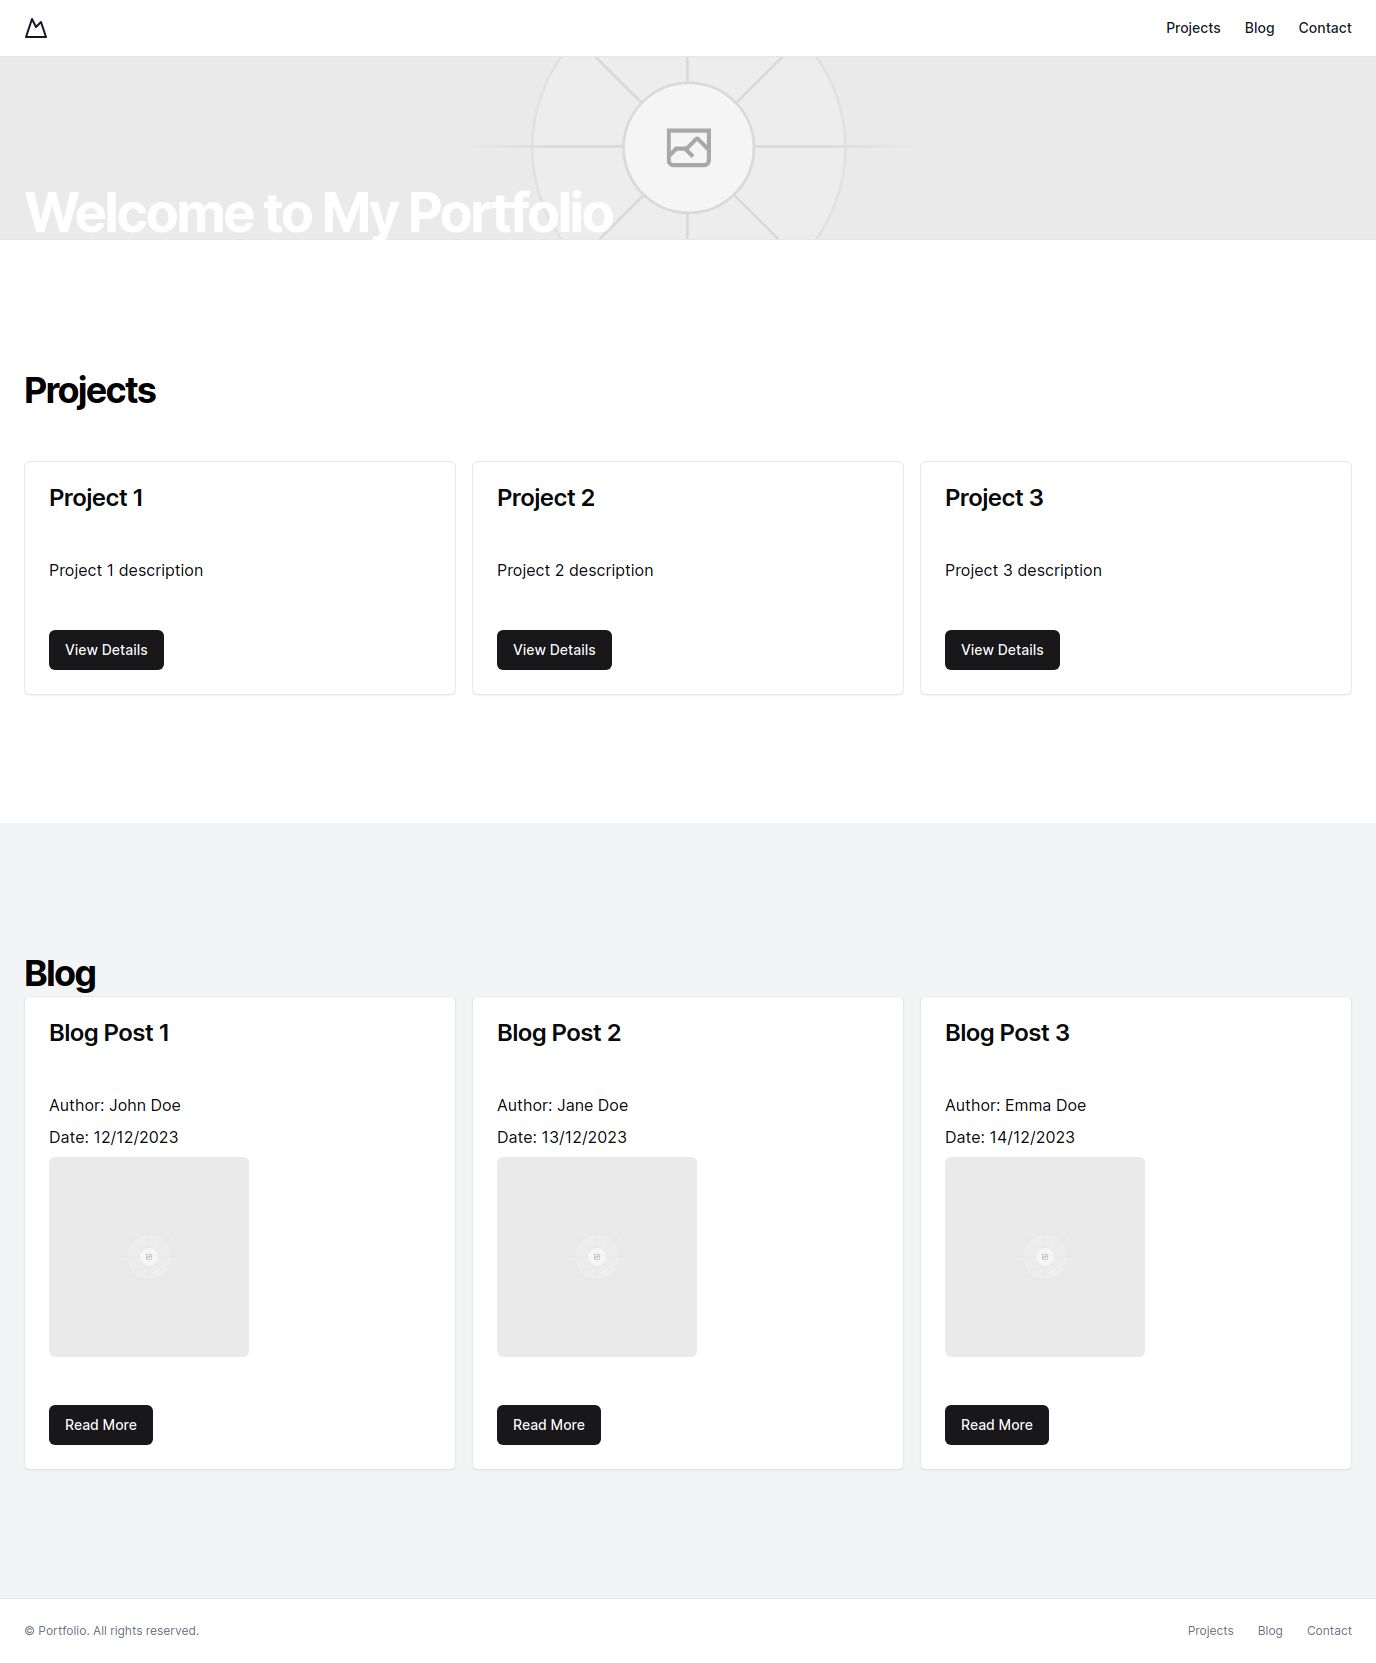 Projects Blog Contact
Welcome to My Portfolio
Projects
Project 1
Project 1 description
View Details
Project 2
Project 2 description
View Details
Project 3
Project 3 description
View Details
Blog
Blog Post 1
Author: John Doe
Date: 12/12/2023
Read More
Blog Post 2
Author: Jane Doe
Date: 13/12/2023
Read More
Blog Post 3
Author: Emma Doe
Date: 14/12/2023
Read More
© Portfolio. All rights reserved.
Projects Blog Contact